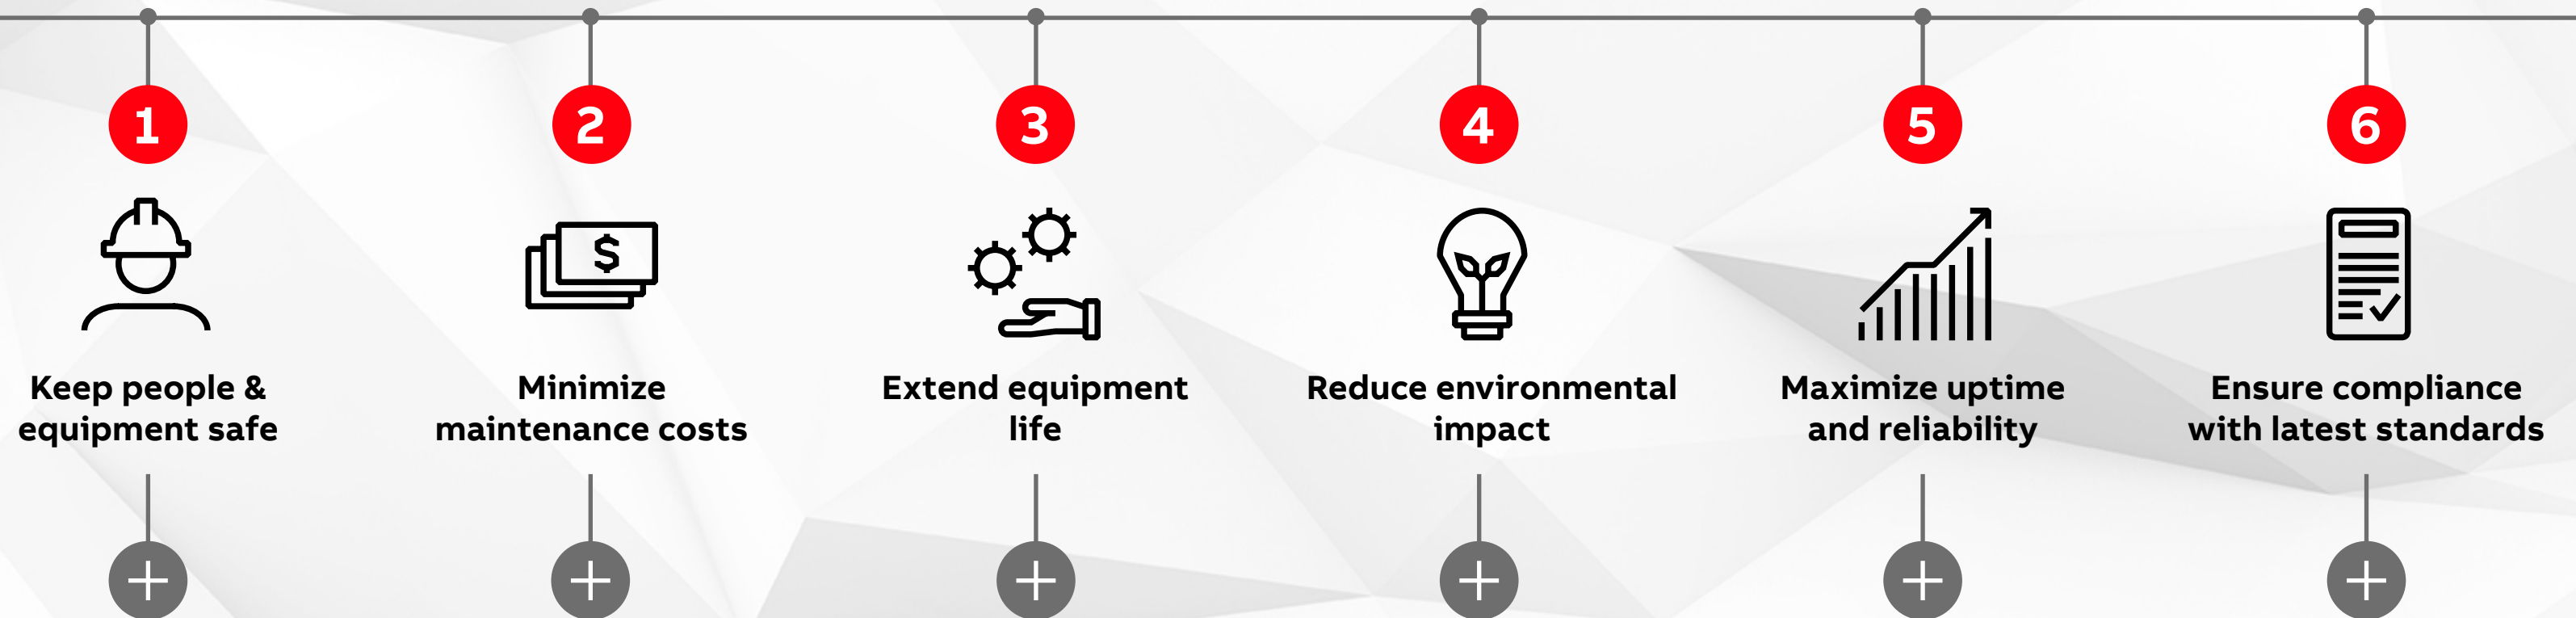 1
Keep people &
equipment safe
2
$
Minimize
maintenance costs
3
Extend equipment
life
4
Reduce environmental
impact
5
Maximize uptime
and reliability
6
Ensure compliance
with latest standards